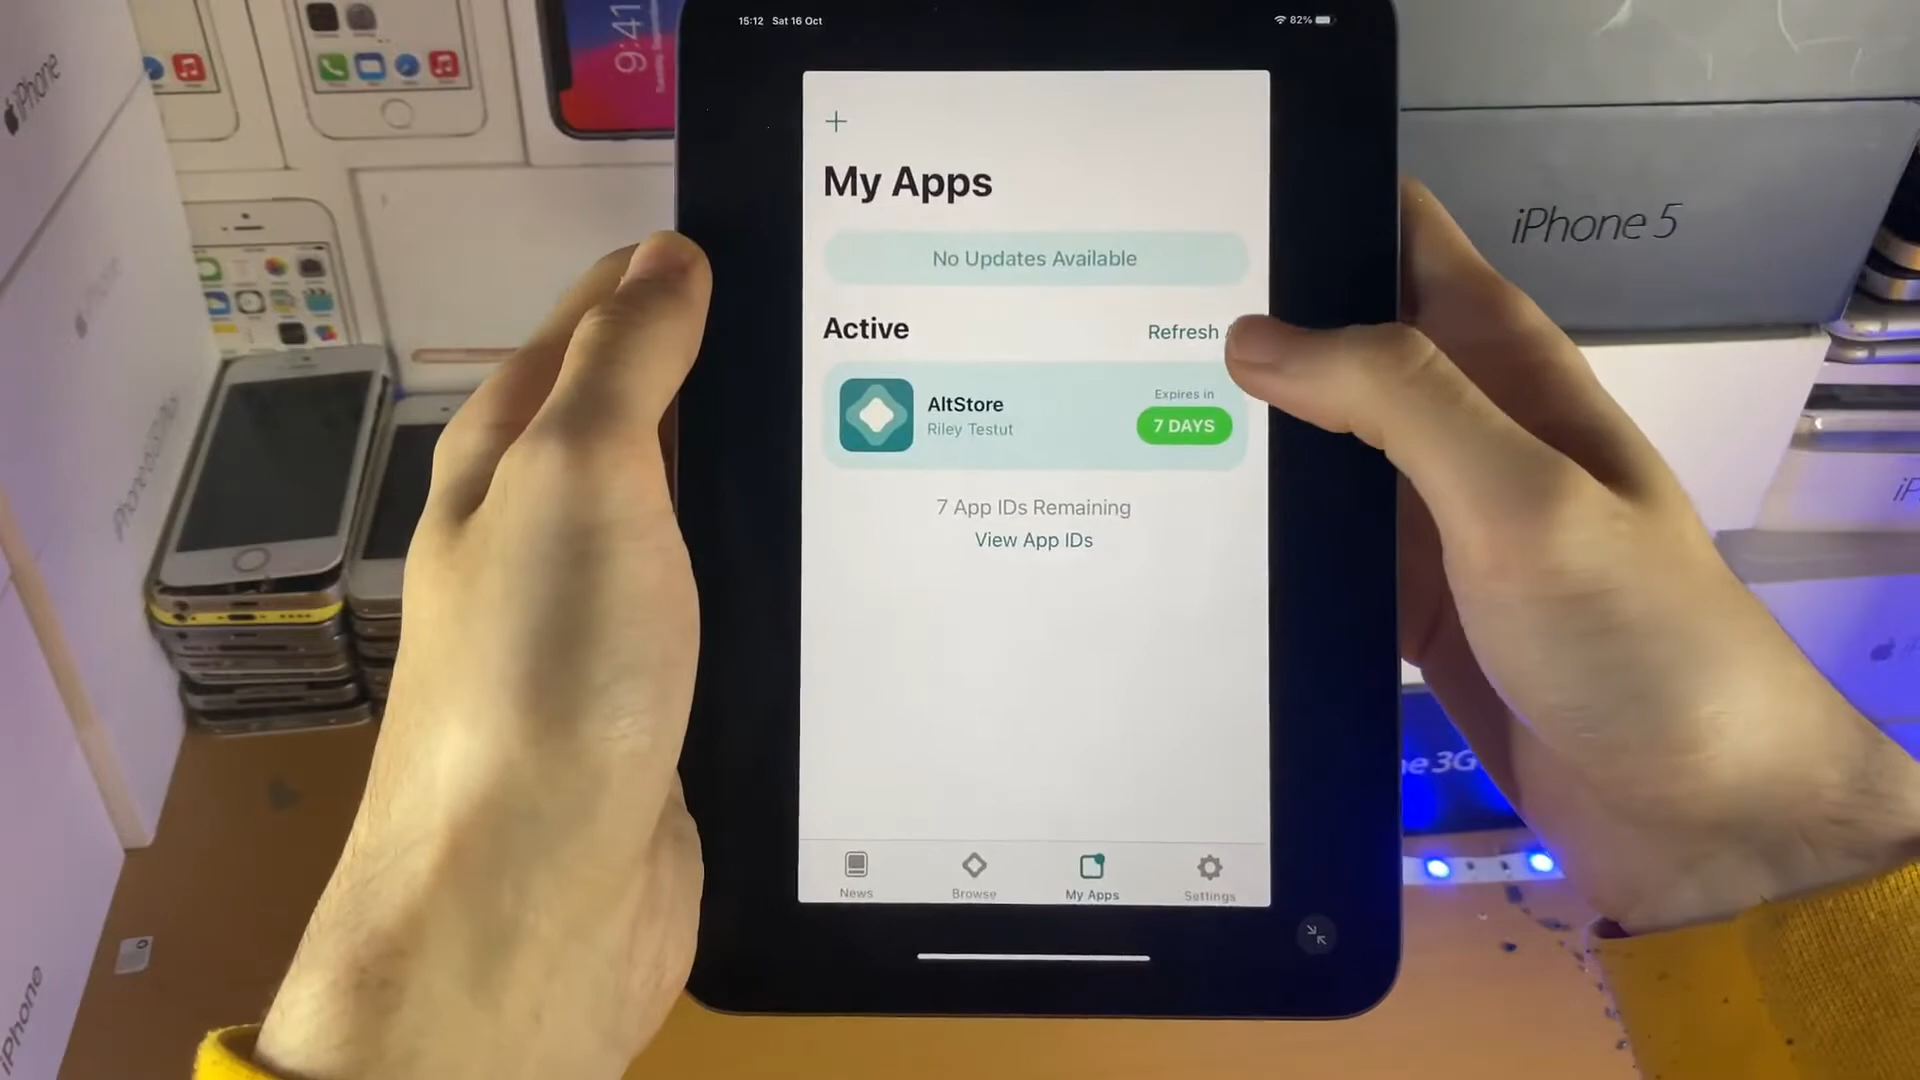 15:12 Sat 16 Oct
82%
My Apps
No Updates Available
Active
Refresh
AltStore
Riley Testut
Expires in
7 DAYS
7 App IDs Remaining
View App IDs
News
Browse
My Apps
Settings
iPhone
9:41
iPhone 5
iPhone